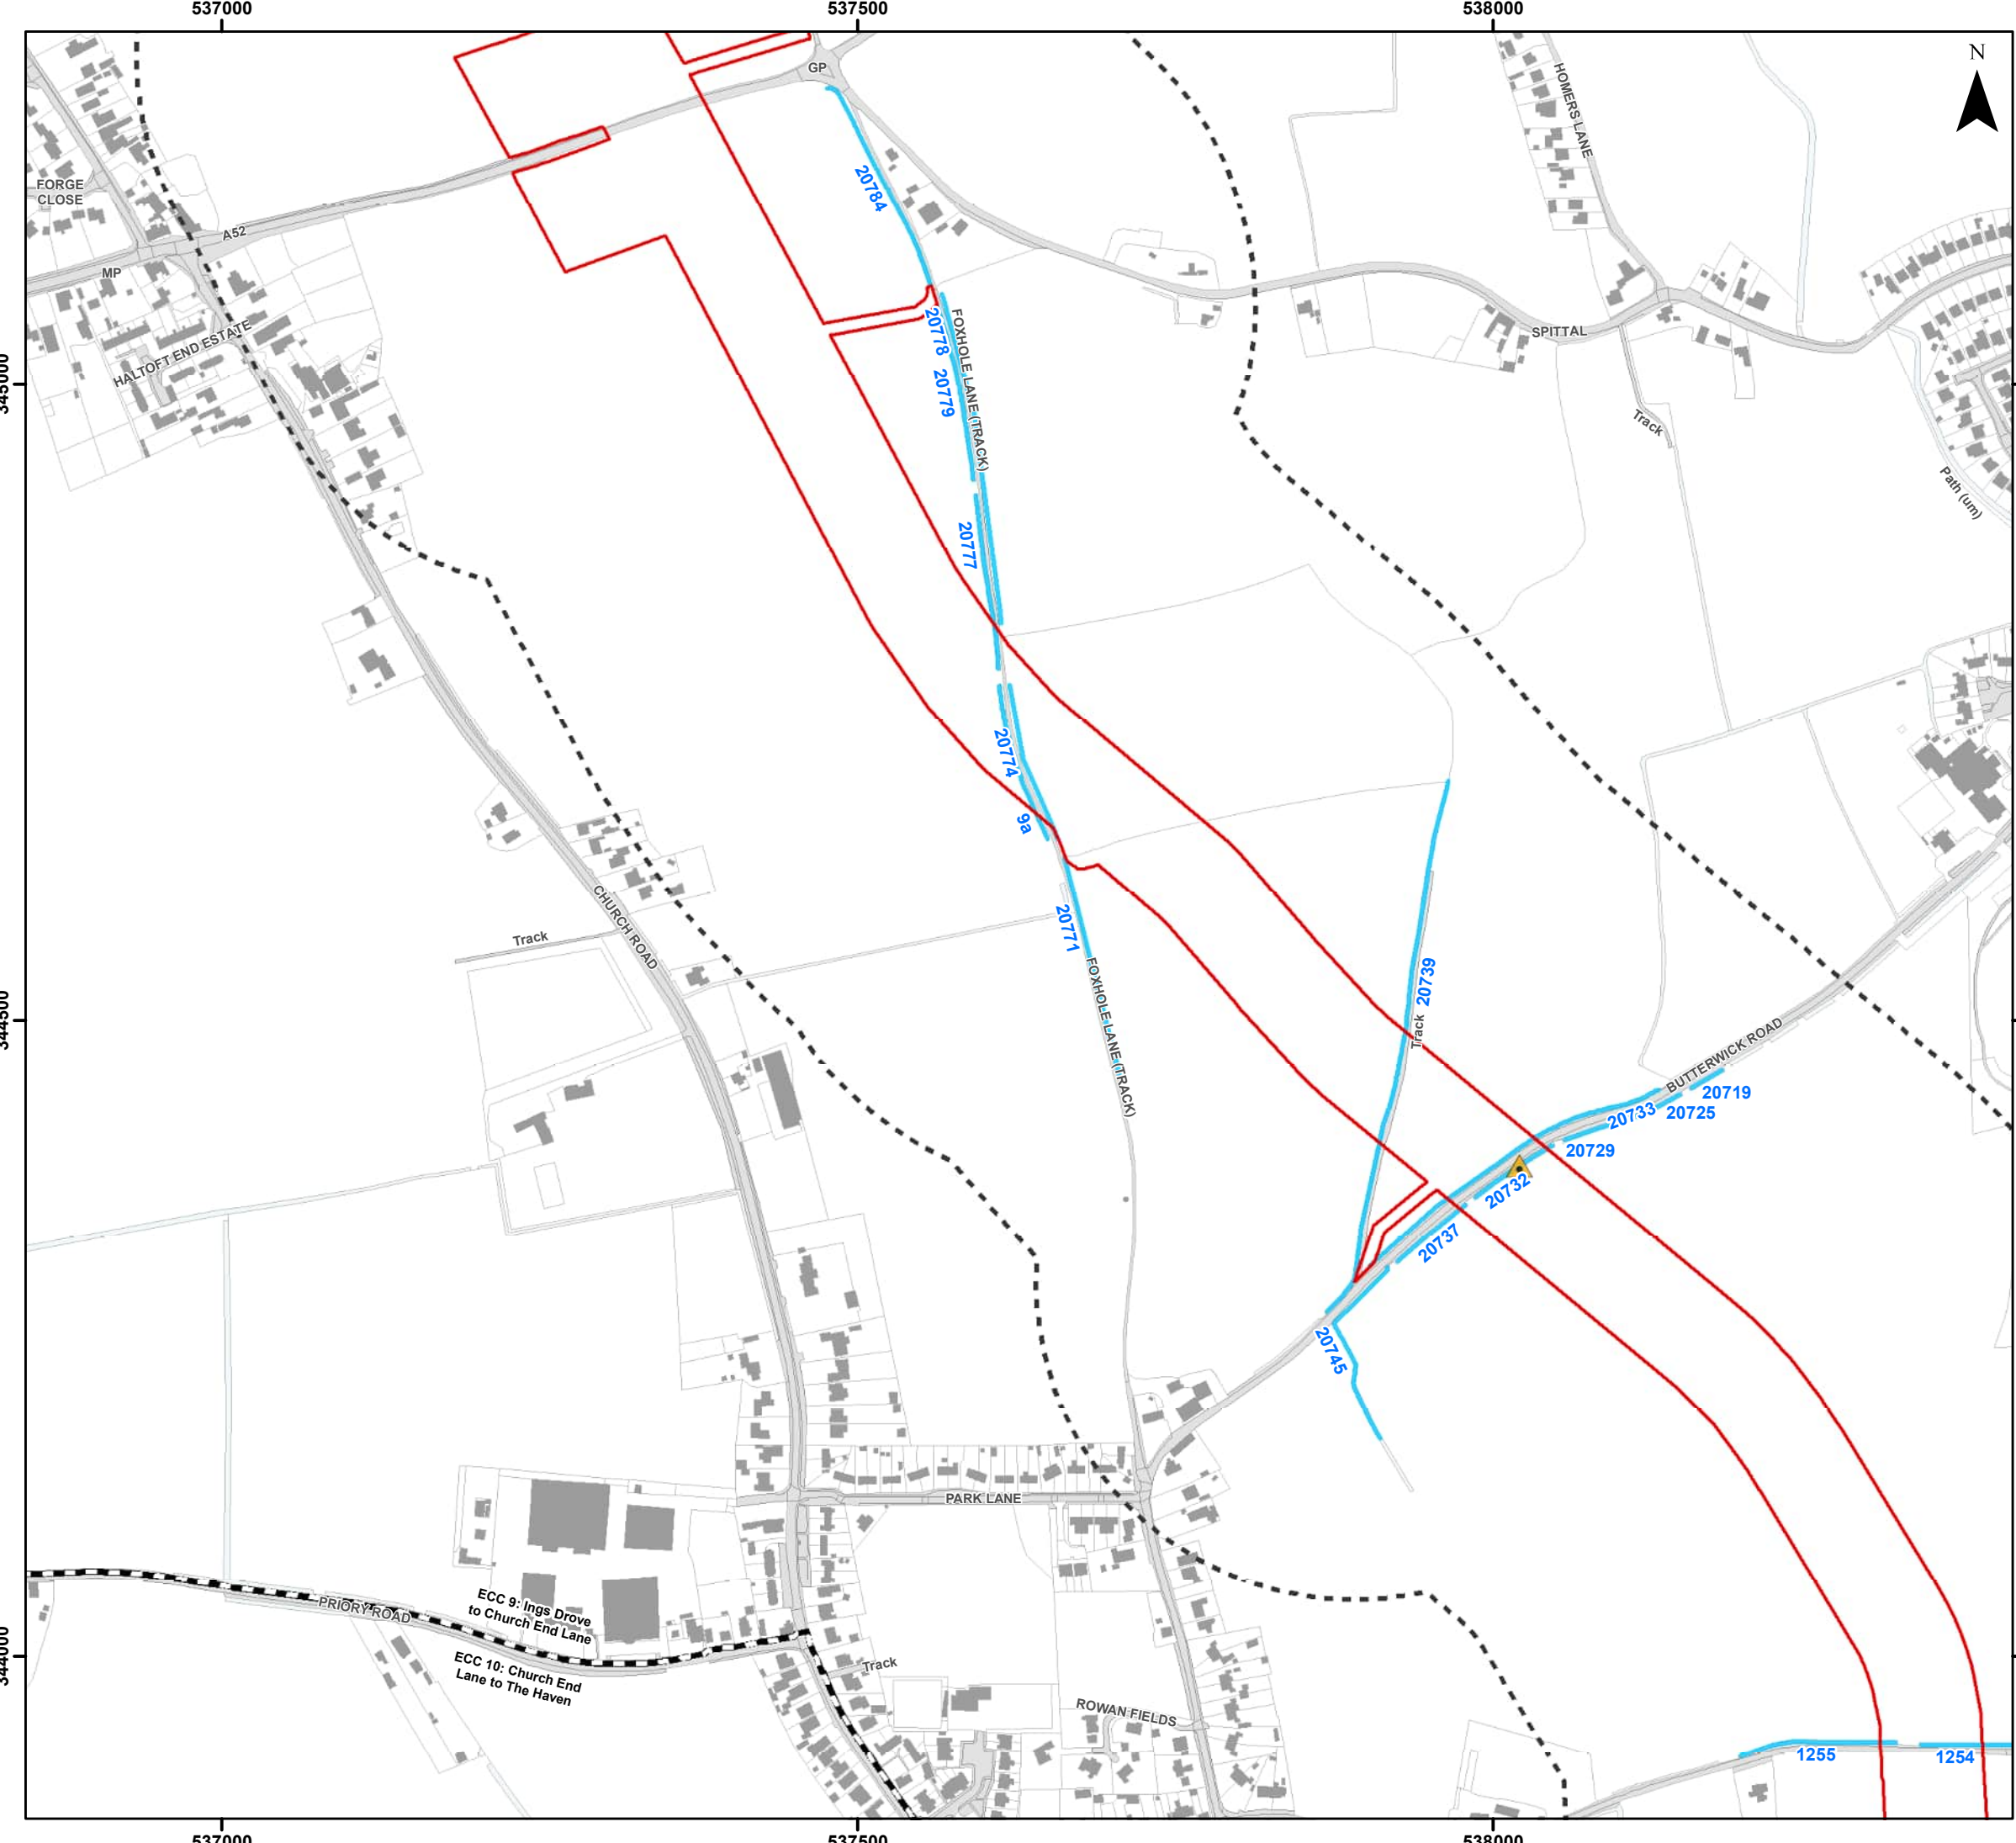 537000
537500
538000
N
GP
HOMERS LANE
FORGE
CLOSE
20784
A52
MP
HALTOFT END ESTATE
SPITTAL
20778
FOXHOLE LANE (TRACK)
345000
20779
Track
Path (um)
20777
20774
9a
CHURCH ROAD
20771
Track
FOXHOLE LANE (TRACK)
20739
Track
344500
BUTTERWICK ROAD
20719
20733
20725
20729
20732
20737
20745
PARK LANE
PRIORY ROAD
ECC 9: Ings Drove
to Church End Lane
ECC 10: Church End
Lane to The Haven
344000
Track
ROWAN FIELDS
1255
1254
537000
537500
538000